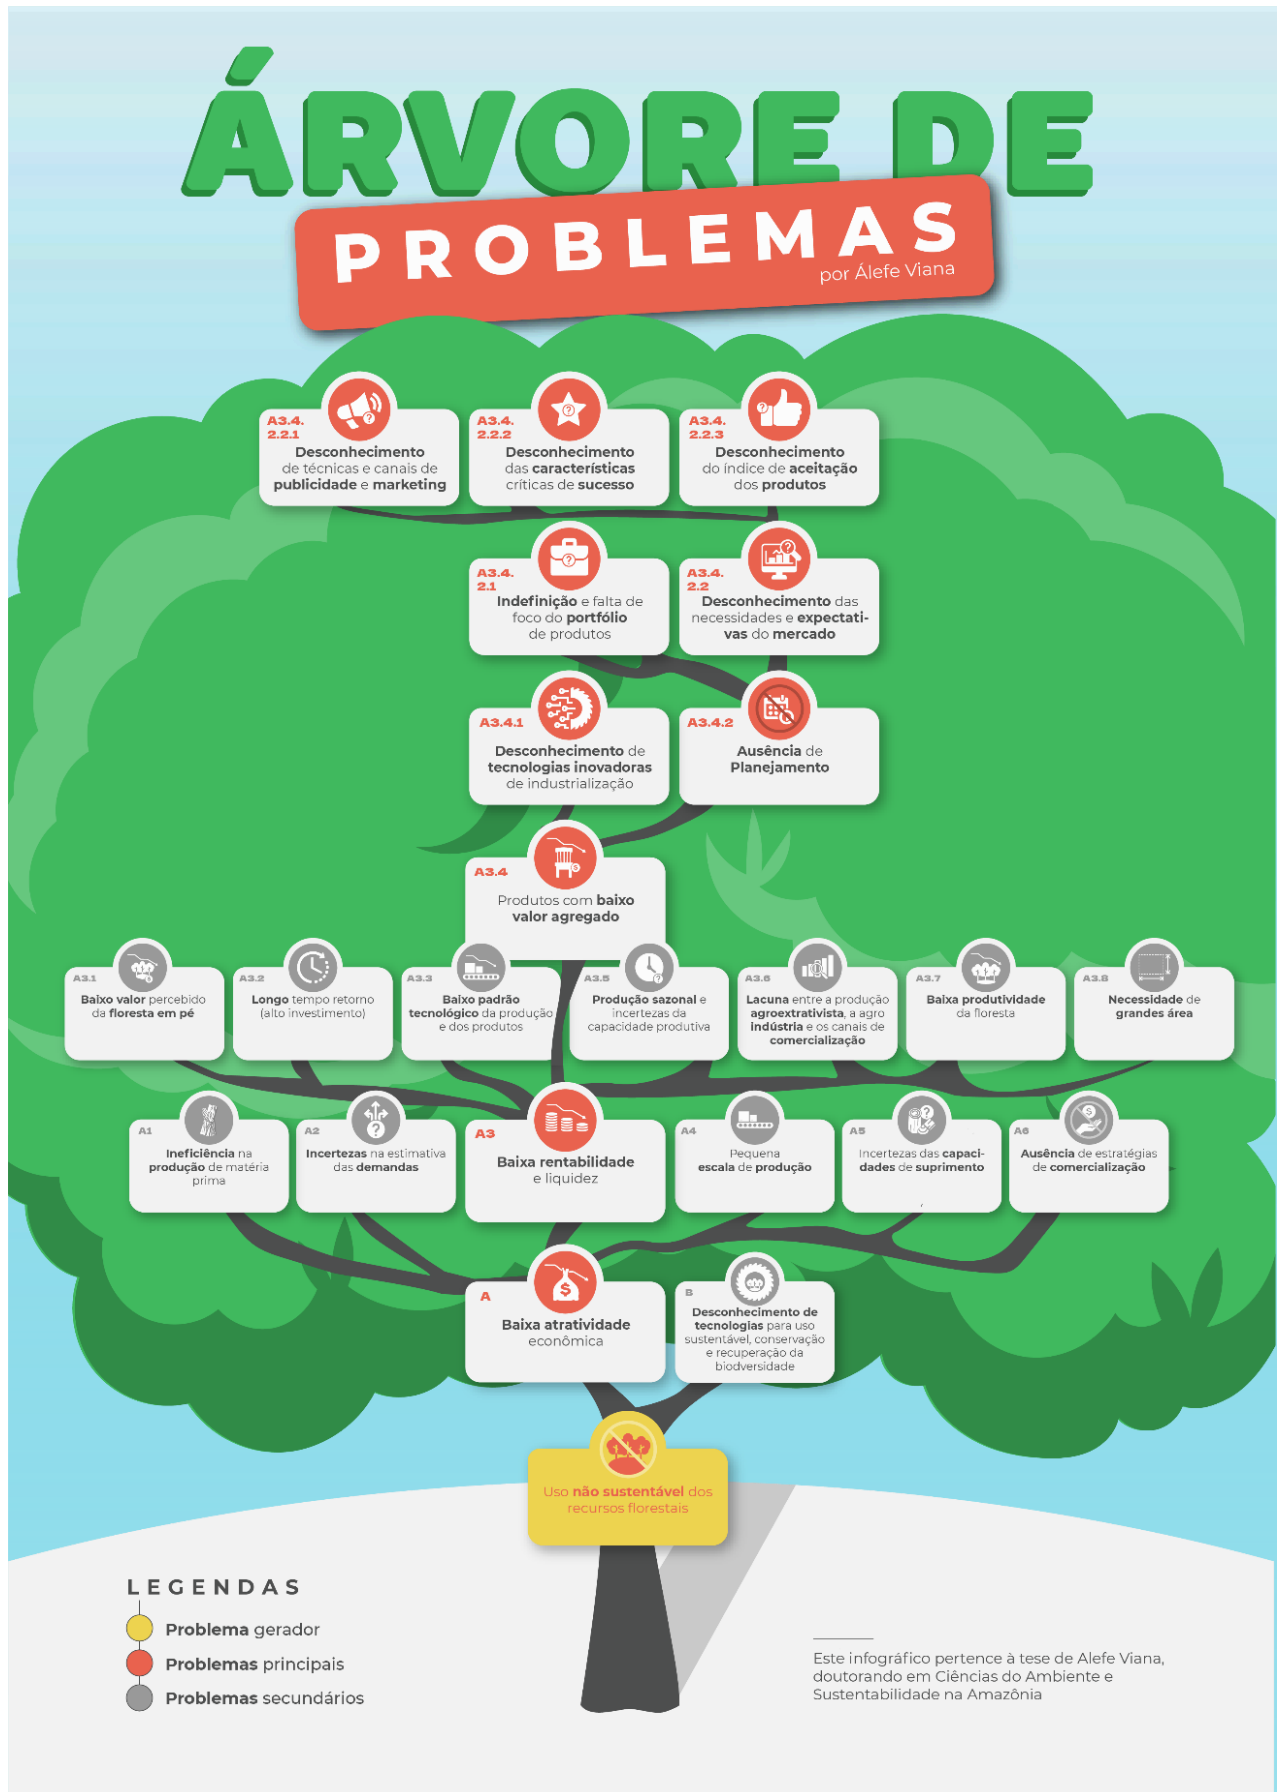 ÁRVORE DE
PROBLEMAS
por Álefe Viana
A3.4.
2.2.1
Desconhecimento
de técnicas e canais de
publicidade e marketing
A3.4.
2.2.2
Desconhecimento
das características
críticas de sucesso
A3.4.
2.2.3
Desconhecimento
do índice de aceitação
dos produtos
A3.4.
2.1
Indefinição e falta de
foco do portfólio
de produtos
A3.4.
2.2
Desconhecimento das
necessidades e expectati-
vas do mercado
A3.4.1
Desconhecimento de
tecnologias inovadoras
de industrialização
A3.4.2
Ausência de
Planejamento
A3.4
Produtos com baixo
valor agregado
A3.1
Baixo valor percebido
da floresta em pé
A3.2
Longo tempo retorno
(alto investimento)
A3.3
Baixo padrão
tecnológico da produção
e dos produtos
A3.5
Produção sazonal e
incertezas da
capacidade produtiva
A3.6
Lacuna entre a produção
agroextrativista, a agro
indústria e os canais de
comercialização
A3.7
Baixa produtividade
da floresta
A3.8
Necessidade de
grandes área
A1
Ineficiência na
produção de matéria
prima
A2
Incertezas na estimativa
das demandas
A3
Baixa rentabilidade
e liquidez
A4
Pequena
escala de produção
A5
Incertezas das capaci-
dades de suprimento
A6
Ausência de estratégias
de comercialização
A
Baixa atratividade
econômica
B
Desconhecimento de
tecnologias para uso
sustentável, conservação
e recuperação da
biodversidade
Uso não sustentável dos
recursos florestais
LEGENDAS
Problema gerador
Problemas principais
Problemas secundários
Este infográfico pertence à tese de Alefe Viana,
doutorando em Ciências do Ambiente e
Sustentabilidade na Amazônia